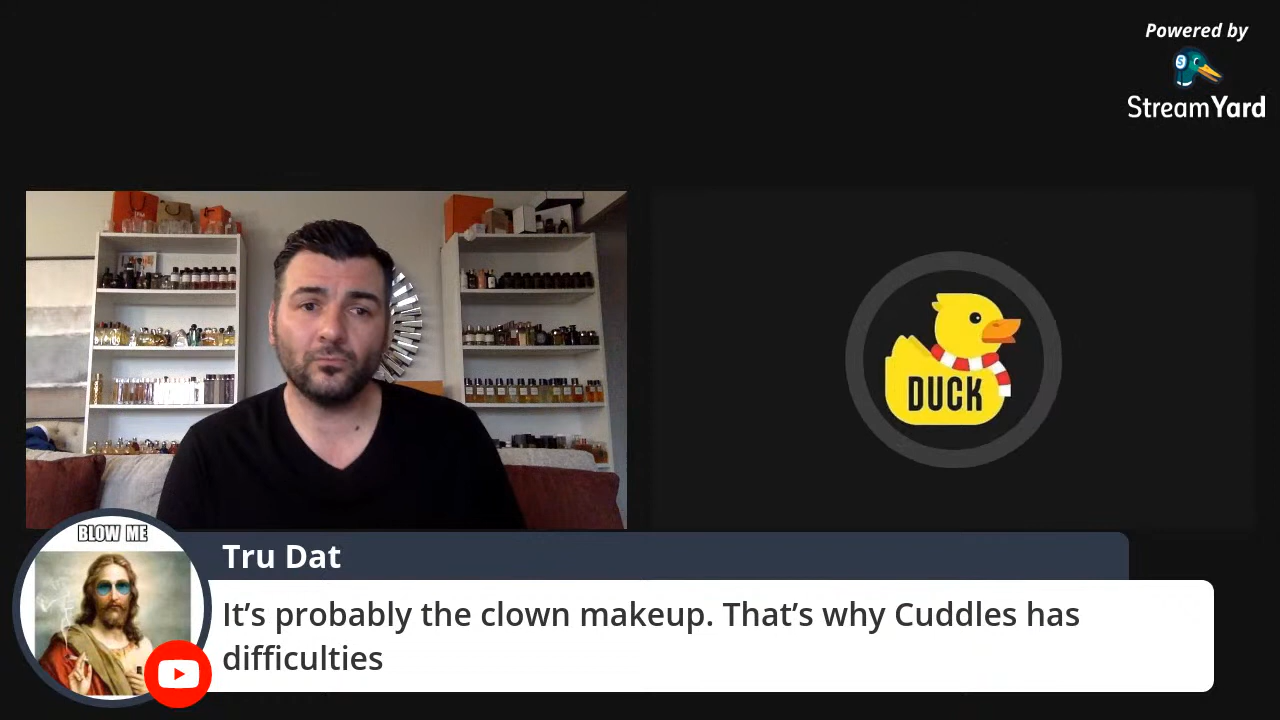 Powered by
StreamYard
DUCK
BLOW ME
Tru Dat
It’s probably the clown makeup. That’s why Cuddles has
difficulties